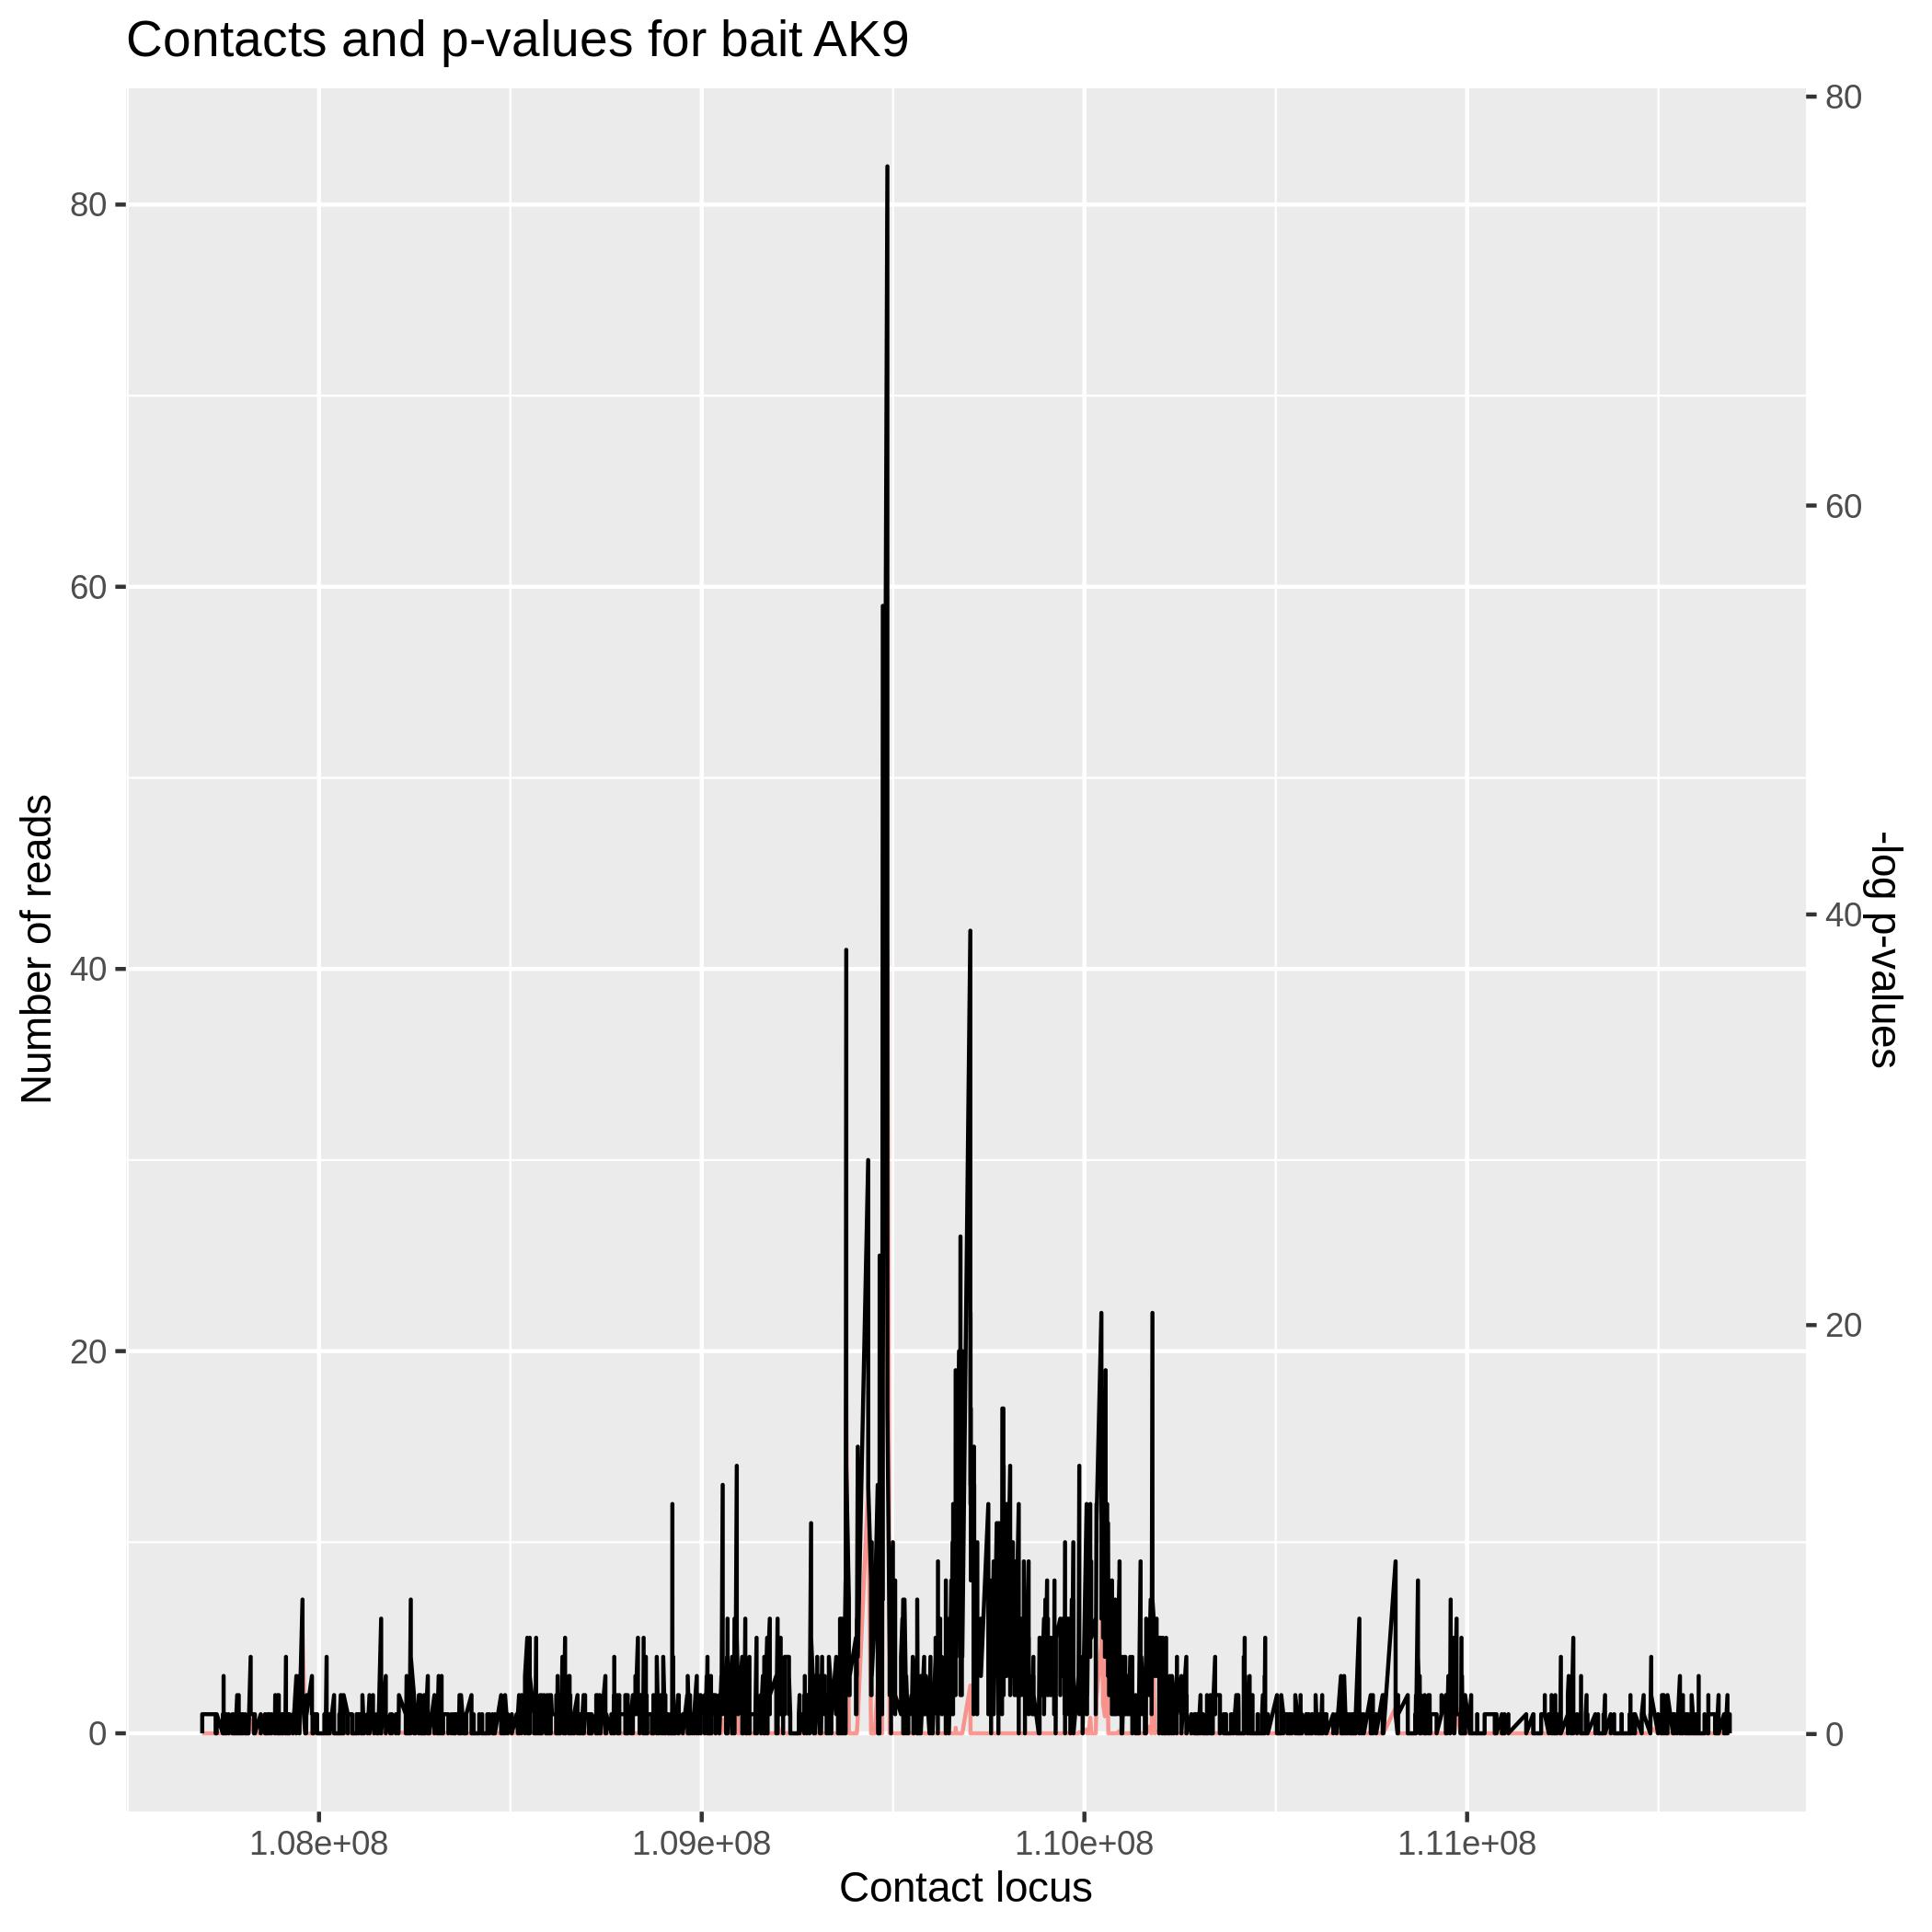 Contacts and p-values for bait AK9
80
60
40
20
0
Number of reads
80
60
40
20
0
-log p-values
1.08e+08
1.09e+08
1.10e+08
1.11e+08
Contact locus